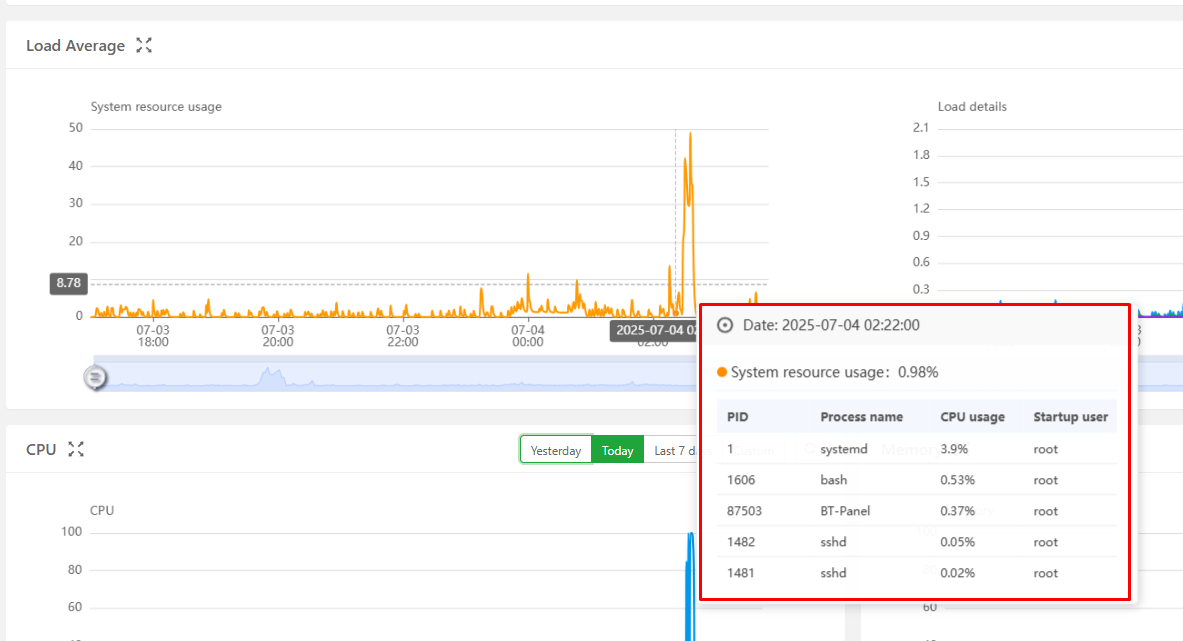 Load Average
System resource usage
50
40
30
20
8.78
0
07-03 18:00
07-03 20:00
07-03 22:00
07-04 00:00
2025-07-04 02
02:00
Load details
2.1
1.8
1.5
1.2
0.9
0.6
0.3
Date: 2025-07-04 02:22:00
System resource usage: 0.98%
PID Process name CPU usage Startup user
1 systemd 3.9% root
1606 bash 0.53% root
87503 BT-Panel 0.37% root
1482 sshd 0.05% root
1481 sshd 0.02% root
CPU
Yesterday Today Last 7 d
Memory
CPU
100
80
60
100
80
60